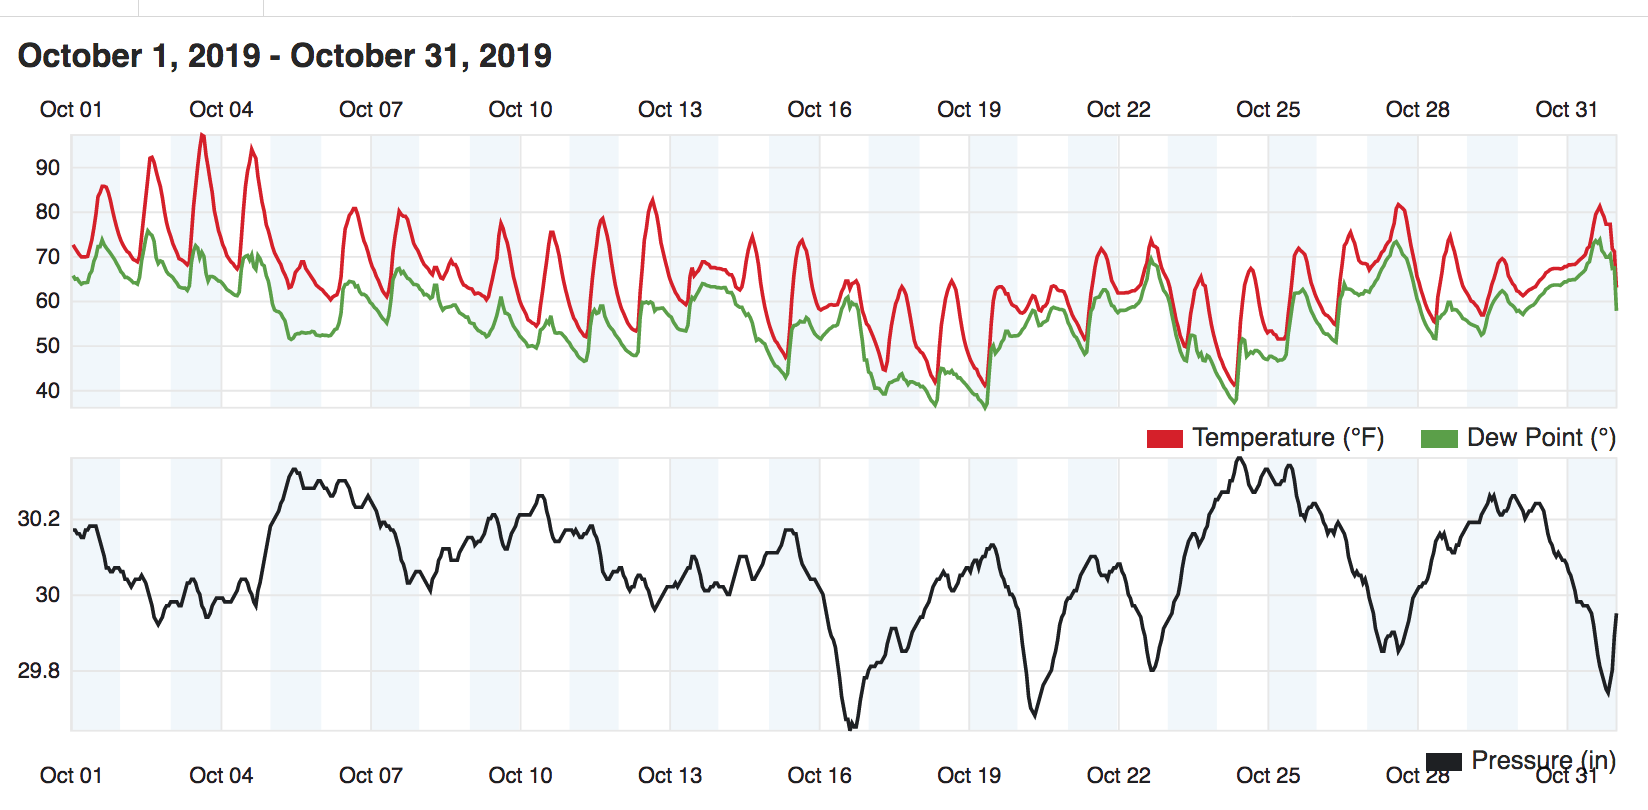 October 1, 2019 - October 31, 2019
Oct 01 Oct 04 Oct 07 Oct 10 Oct 13 Oct 16 Oct 19 Oct 22 Oct 25 Oct 28 Oct 31
90
80
70
60
50
40
Temperature (°F) Dew Point (°)
30.2
30
29.8
Pressure (in)
Oct 01 Oct 04 Oct 07 Oct 10 Oct 13 Oct 16 Oct 19 Oct 22 Oct 25 Oct 28 Oct 31